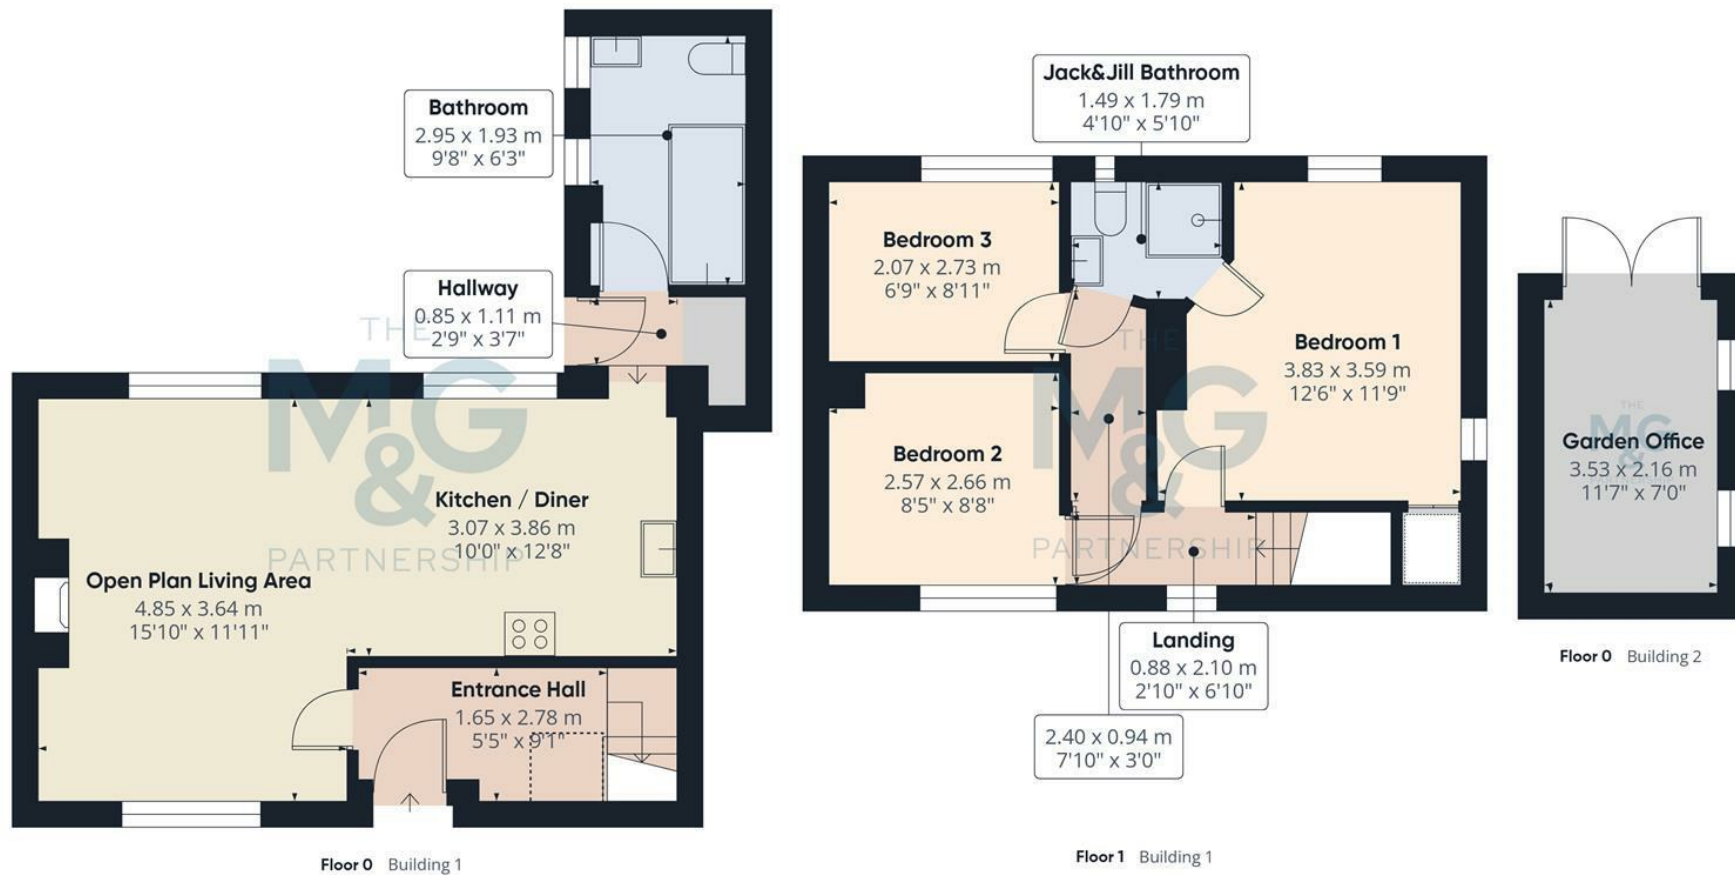 Bathroom
2.95 x 1.93 m
9'8" x 6'3"
Hallway
0.85 x 1.11 m
2'9" x 3'7"
THE
M&G
PARTNERSHIP
Kitchen / Diner
3.07 x 3.86 m
10'0" x 12'8"
Open Plan Living Area
4.85 x 3.64 m
15'10" x 11'11"
Entrance Hall
1.65 x 2.78 m
5'5" x 9'1"
Floor 0 Building 1
Jack&Jill Bathroom
1.49 x 1.79 m
4'10" x 5'10"
Bedroom 3
2.07 x 2.73 m
6'9" x 8'11"
Bedroom 1
3.83 x 3.59 m
12'6" x 11'9"
THE
M&G
PARTNERSHIP
Bedroom 2
2.57 x 2.66 m
8'5" x 8'8"
Landing
0.88 x 2.10 m
2'10" x 6'10"
2.40 x 0.94 m
7'10" x 3'0"
Floor 1 Building 1
THE
M&G
Garden Office
3.53 x 2.16 m
11'7" x 7'0"
Floor 0 Building 2